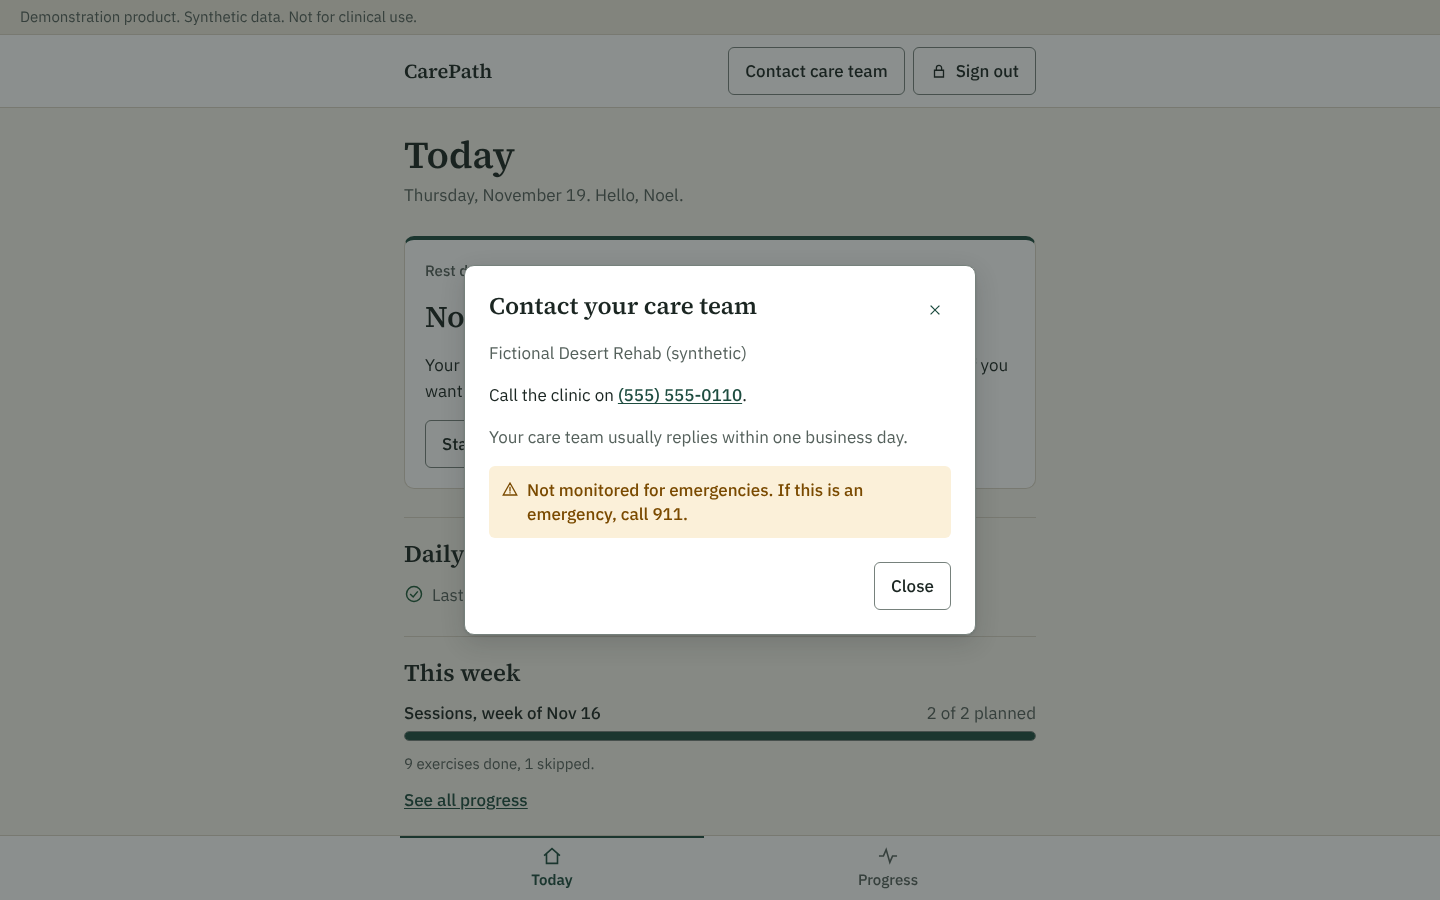 Demonstration product. Synthetic data. Not for clinical use.
CarePath
Contact care team
Sign out
Today
Thursday, November 19. Hello, Noel.
Rest
Contact your care team
Fictional Desert Rehab (synthetic)
Call the clinic on (555) 555-0110.
Your care team usually replies within one business day.
Not monitored for emergencies. If this is an
emergency, call 911.
Close
Your
you
want
Daily
Last
This week
Sessions, week of Nov 16
2 of 2 planned
9 exercises done, 1 skipped.
See all progress
Today
Progress